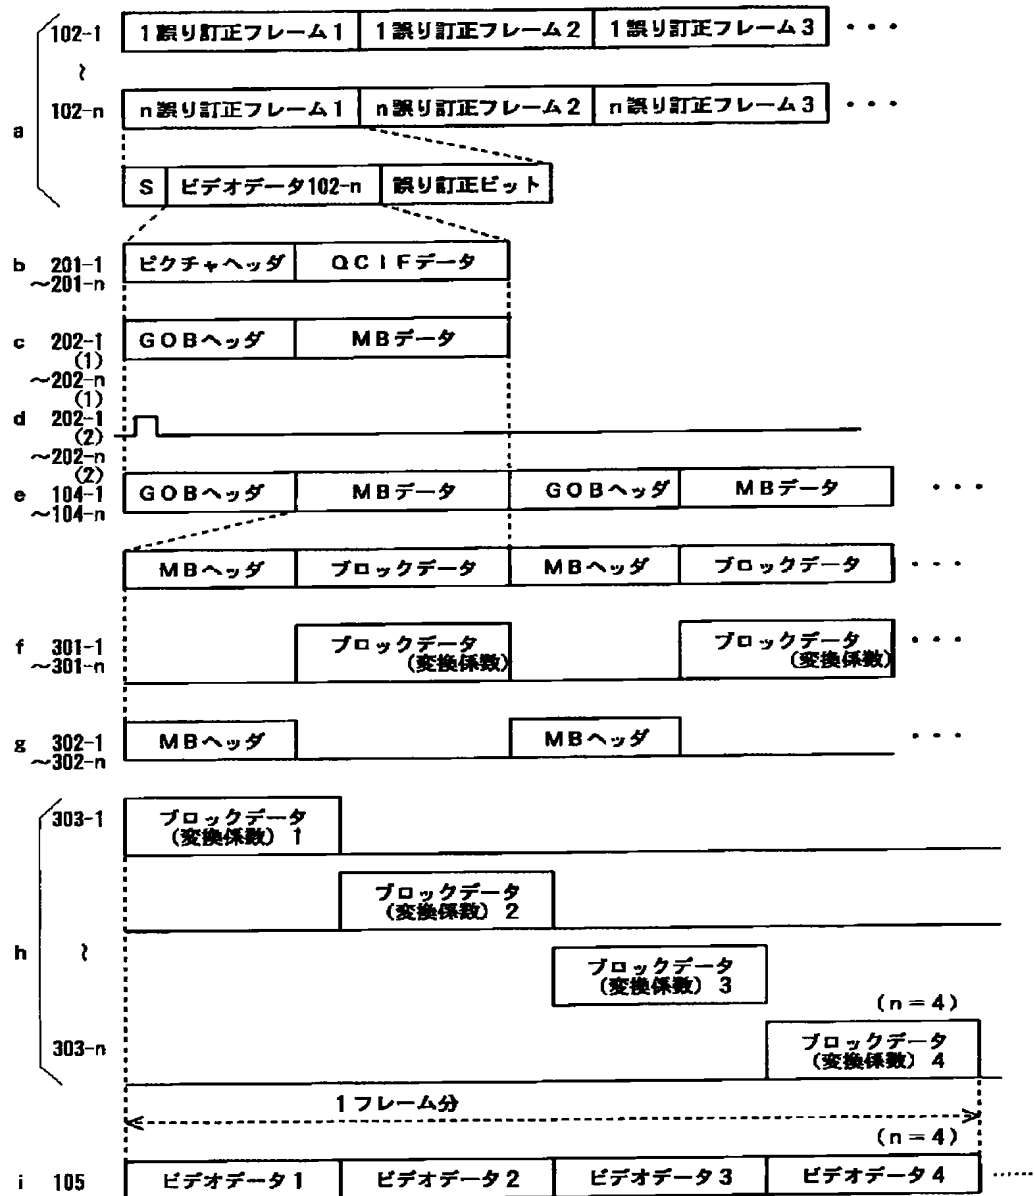 102-1 1誤り訂正フレーム1 1誤り訂正フレーム2 1誤り訂正フレーム3 ・・・
~
a
102-n n誤り訂正フレーム1 n誤り訂正フレーム2 n誤り訂正フレーム3 ・・・
S ビデオデータ102-n 誤り訂正ビット
b 201-1 ピクチャヘッダ QCIFデータ
~201-n
c 202-1 GOBヘッダ MBデータ
(1)
~202-n
(1)
d 202-1
(2)
~202-n
(2)
e 104-1 GOBヘッダ MBデータ GOBヘッダ MBデータ ・・・
~104-n
MBヘッダ ブロックデータ MBヘッダ ブロックデータ ・・・
f 301-1 ブロックデータ ブロックデータ ・・・
~301-n (変換係数) (変換係数)
g 302-1 MBヘッダ MBヘッダ ・・・
~302-n
303-1 ブロックデータ
(変換係数) 1
ブロックデータ
(変換係数) 2
h ~
ブロックデータ
(変換係数) 3
(n=4)
303-n ブロックデータ
(変換係数) 4
1フレーム分
(n=4)
i 105 ビデオデータ1 ビデオデータ2 ビデオデータ3 ビデオデータ4 ……